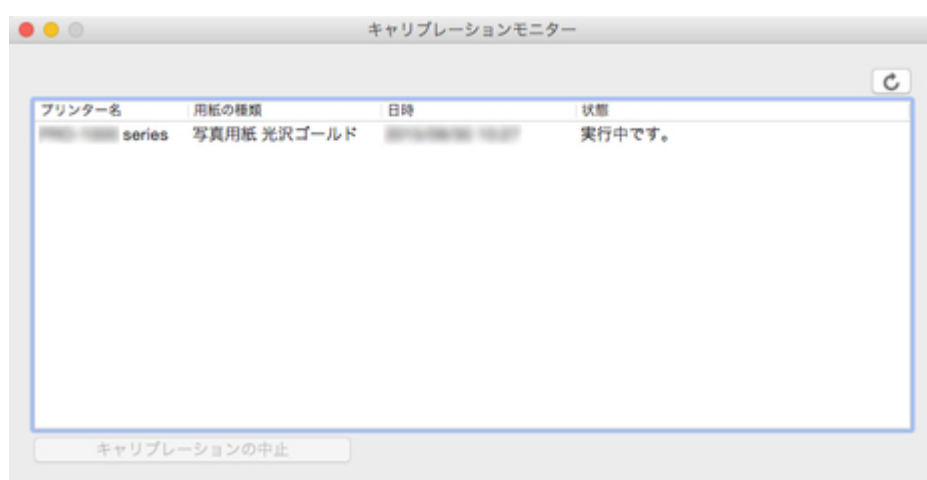 キャリブレーションモニター
プリンター名 用紙の種類 日時 状態
series 写真用紙 光沢ゴールド 実行中です。
キャリブレーションの中止